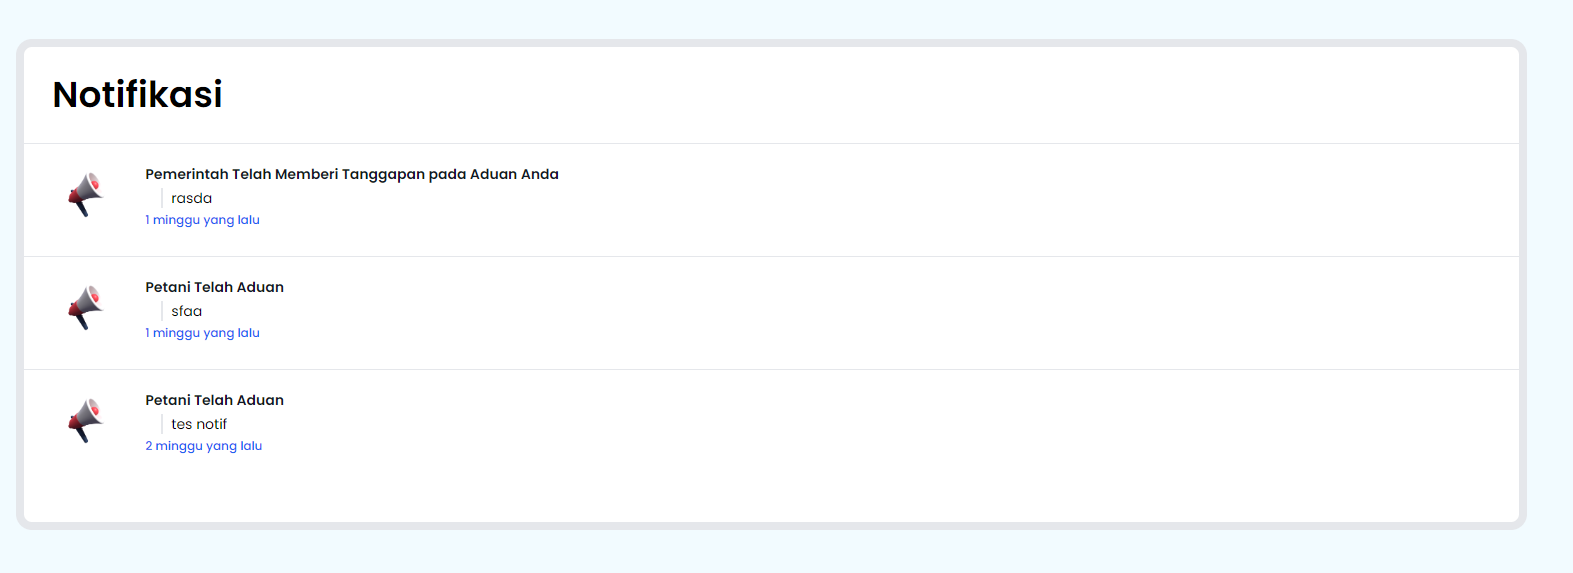 Notifikasi
Pemerintah Telah Memberi Tanggapan pada Aduan Anda
rasda
1 minggu yang lalu
Petani Telah Aduan
sfaa
1 minggu yang lalu
Petani Telah Aduan
tes notif
2 minggu yang lalu